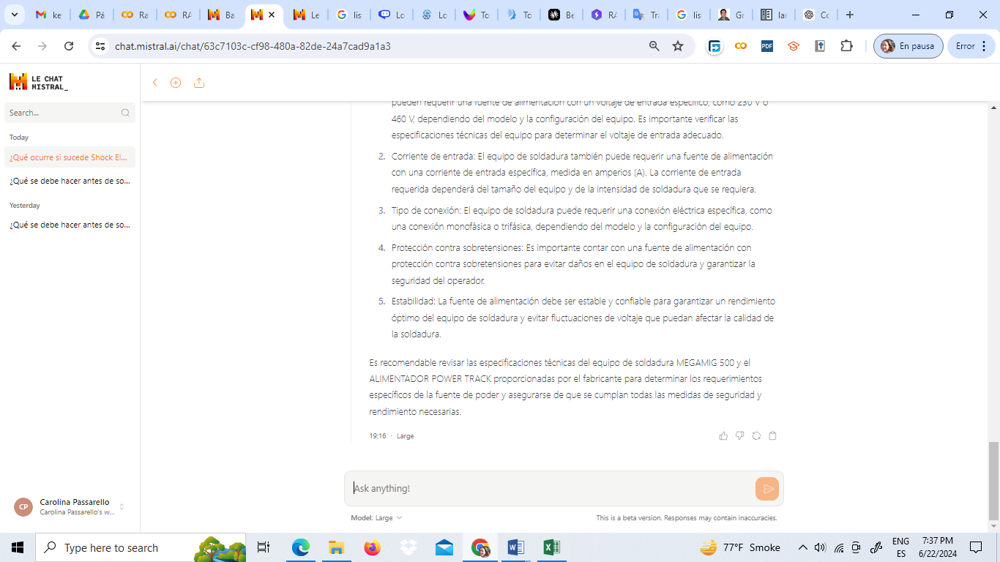 ke
Pá
Ra
RA
Ba
Le
lis
Lo
Lo
To
To
Be
RA
Tra
lis
Gr
lar
Co
chat.mistral.ai/chat/63c7103c-cf98-480a-82de-24a7cad9a1a3
PDF
En pausa
Error
LE CHAT
MISTRAL_
Search...
Today
¿Qué ocurre si sucede Shock El...
¿Qué se debe hacer antes de so...
Yesterday
¿Qué se debe hacer antes de so...
CP
Carolina Passarello
Carolina Passarello's w...
pueden requerir una fuente de alimentación con un voltaje de entrada específico, como 230 V o
460 V, dependiendo del modelo y la configuración del equipo. Es importante verificar las
especificaciones técnicas del equipo para determinar el voltaje de entrada adecuado.
2. Corriente de entrada: El equipo de soldadura también puede requerir una fuente de alimentación
con una corriente de entrada específica, medida en amperios (A). La corriente de entrada
requerida dependerá del tamaño del equipo y de la intensidad de soldadura que se requiera.
3. Tipo de conexión: El equipo de soldadura puede requerir una conexión eléctrica específica, como
una conexión monofásica o trifásica, dependiendo del modelo y la configuración del equipo.
4. Protección contra sobretensiones: Es importante contar con una fuente de alimentación con
protección contra sobretensiones para evitar daños en el equipo de soldadura y garantizar la
seguridad del operador.
5. Estabilidad: La fuente de alimentación debe ser estable y confiable para garantizar un rendimiento
óptimo del equipo de soldadura y evitar fluctuaciones de voltaje que puedan afectar la calidad de
la soldadura.
Es recomendable revisar las especificaciones técnicas del equipo de soldadura MEGAMIG 500 y el
ALIMENTADOR POWER TRACK proporcionadas por el fabricante para determinar los requerimientos
específicos de la fuente de poder y asegurarse de que se cumplan todas las medidas de seguridad y
rendimiento necesarias.
19:16 · Large
Ask anything!
Model: Large
This is a beta version. Responses may contain inaccuracies.
Type here to search
77°F Smoke
ENG
ES
7:37 PM
6/22/2024